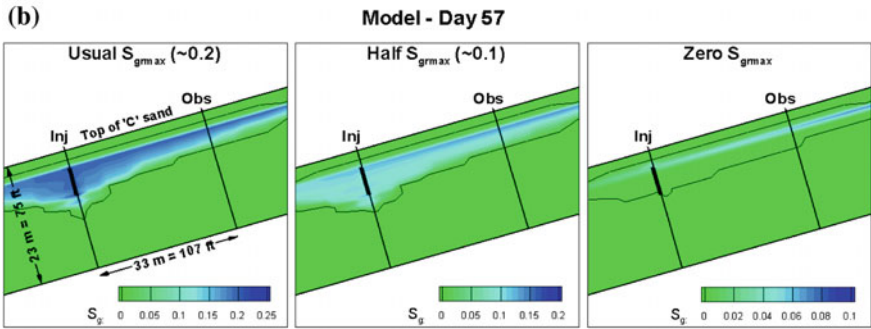 (b)
Model - Day 57
Usual Sgrmax (~0.2)
Inj
Top of 'C' sand
Obs
23 m = 75 ft
33 m = 107 ft
Sg:
0 0.05 0.1 0.15 0.2 0.25
Half Sgrmax (~0.1)
Inj
Obs
Sg:
0 0.05 0.1 0.15 0.2
Zero Sgrmax
Inj
Obs
Sg:
0 0.02 0.04 0.06 0.08 0.1